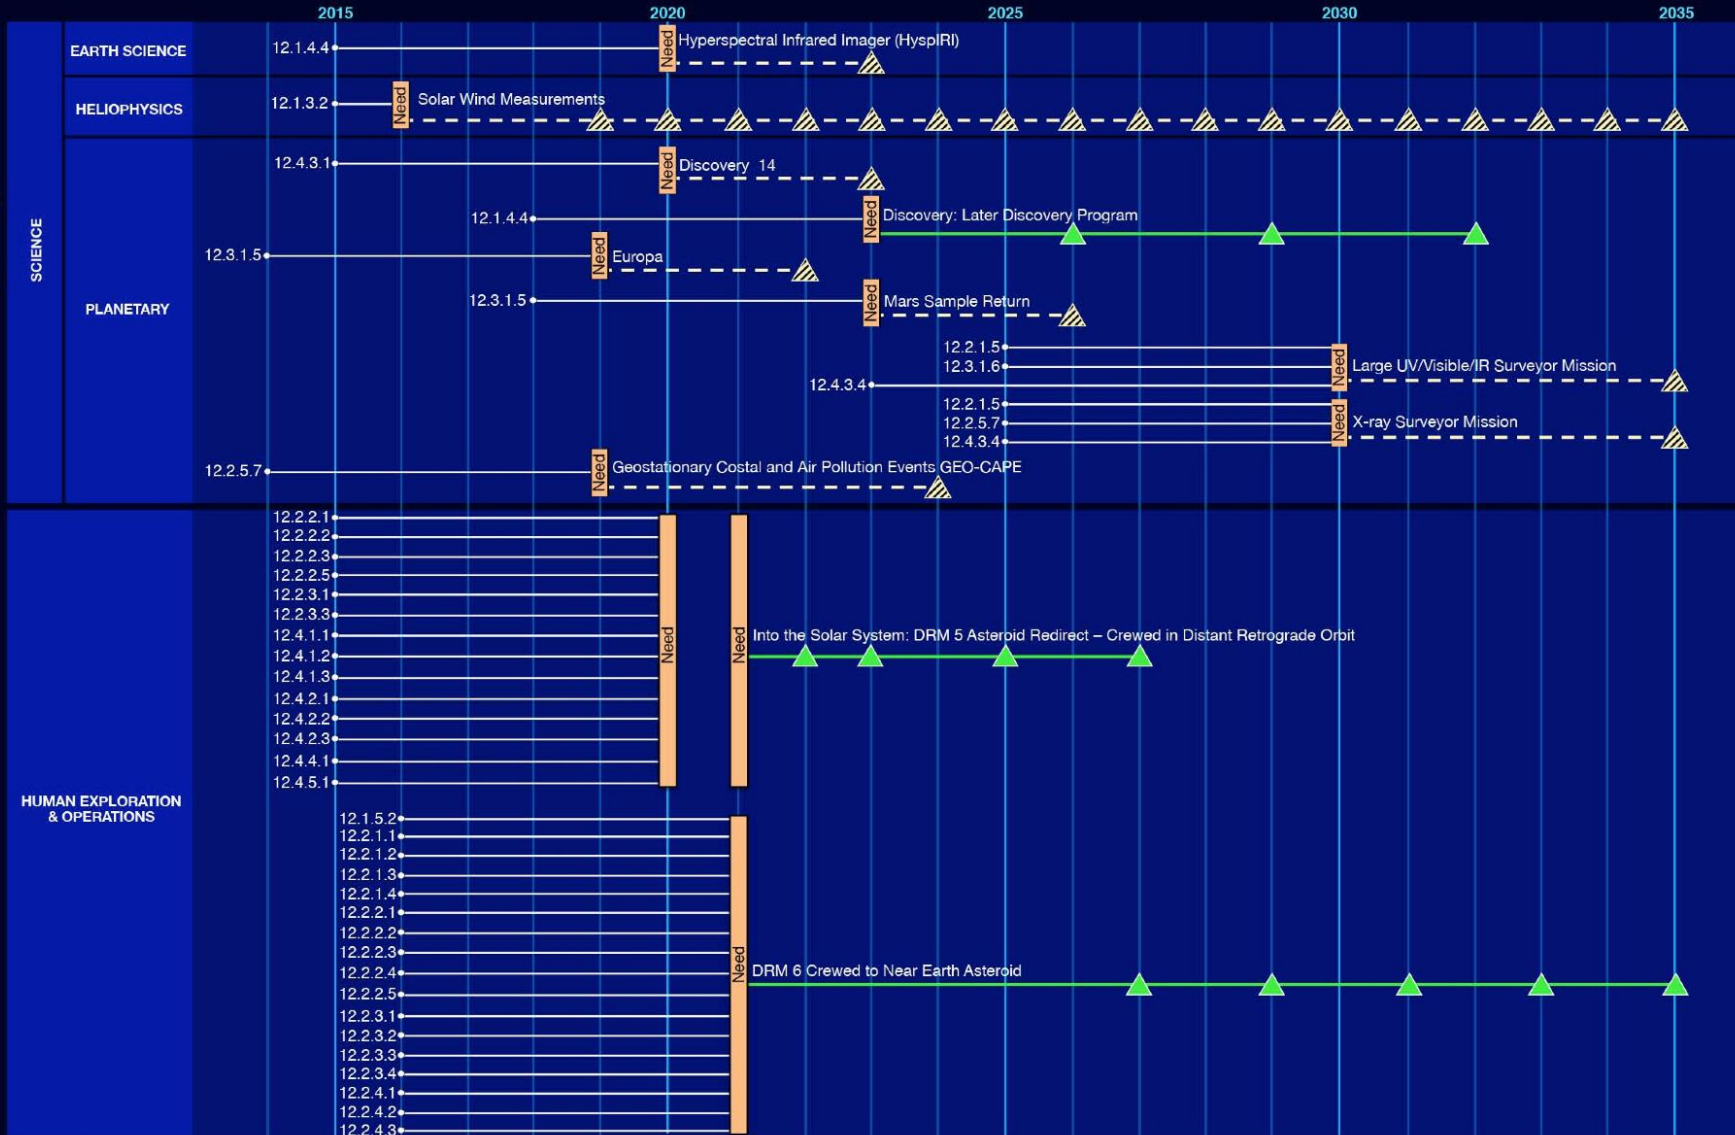 2015 2020 2025 2030 2035
SCIENCE
EARTH SCIENCE
12.1.4.4 Need Hyperspectral Infrared Imager (HyspIRI)
HELIOPHYSICS
12.1.3.2 Need Solar Wind Measurements
PLANETARY
12.4.3.1 Need Discovery 14
12.1.4.4 Need Discovery: Later Discovery Program
12.3.1.5 Need Europa
12.3.1.5 Need Mars Sample Return
12.2.1.5
12.3.1.6 Need Large UV/Visible/IR Surveyor Mission
12.4.3.4
12.2.1.5
12.2.5.7 Need X-ray Surveyor Mission
12.4.3.4
12.2.5.7 Need Geostationary Costal and Air Pollution Events GEO-CAPE
HUMAN EXPLORATION
& OPERATIONS
12.2.2.1
12.2.2.2
12.2.2.3
12.2.2.5
12.2.3.1
12.2.3.3
12.4.1.1 Need Need Into the Solar System: DRM 5 Asteroid Redirect – Crewed in Distant Retrograde Orbit
12.4.1.2
12.4.1.3
12.4.2.1
12.4.2.2
12.4.2.3
12.4.4.1
12.4.5.1
12.1.5.2
12.2.1.1
12.2.1.2
12.2.1.3
12.2.1.4
12.2.2.1
12.2.2.2
12.2.2.3
12.2.2.4 Need DRM 6 Crewed to Near Earth Asteroid
12.2.2.5
12.2.3.1
12.2.3.2
12.2.3.3
12.2.3.4
12.2.4.1
12.2.4.2
12.2.4.3